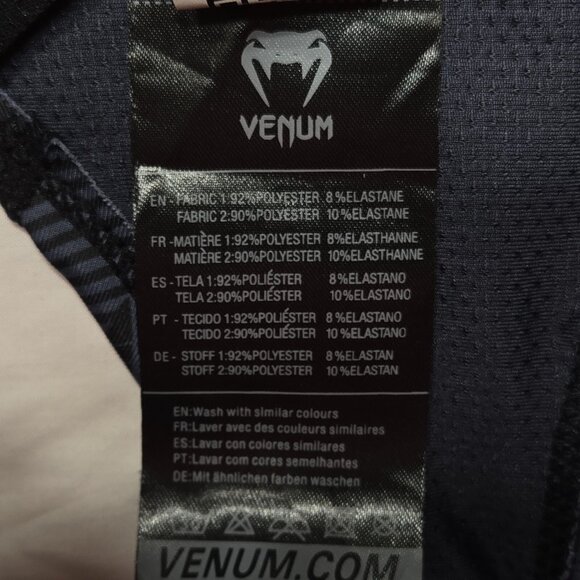 VENUM
EN - FABRIC 1:92%POLYESTER 8%ELASTANE
FABRIC 2:90%POLYESTER 10%ELASTANE
FR -MATIÈRE 1:92%POLYESTER 8%ELASTHANNE
MATIÈRE 2:90%POLYESTER 10%ELASTHANNE
ES -TELA 1:92%POLIÉSTER 8%ELASTANO
TELA 2:90%POLIÉSTER 10%ELASTANO
PT - TECIDO 1:92%POLIÉSTER 8%ELASTANO
TECIDO 2:90%POLIÉSTER 10%ELASTANO
DE - STOFF 1:92%POLYESTER 8%ELASTAN
STOFF 2:90%POLYESTER 10%ELASTAN
EN:Wash with similar colours
FR:Laver avec des couleurs similaires
ES:Lavar con colores similares
PT:Lavar com cores semelhantes
DE:Mit ähnlichen farben waschen
VENUM.COM